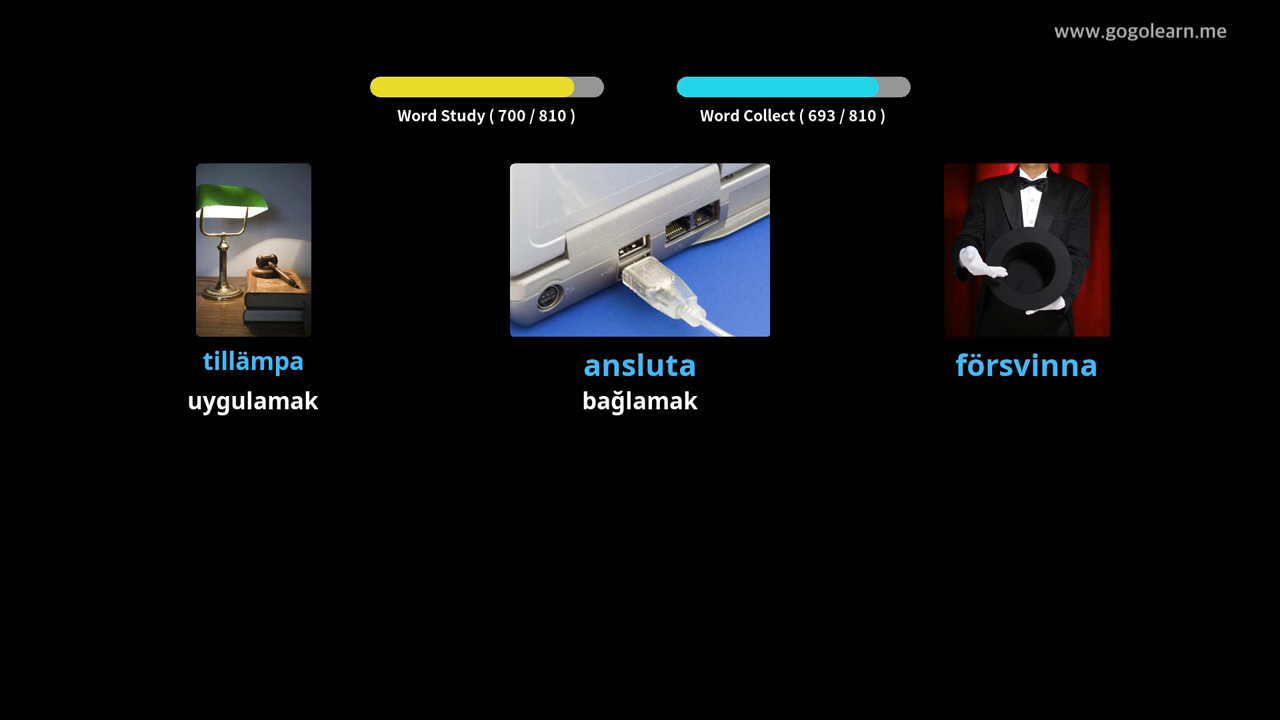 www.gogolearn.me
Word Study ( 700 / 810 )
Word Collect ( 693 / 810 )
tillämpa
uygulamak
ansluta
bağlamak
försvinna